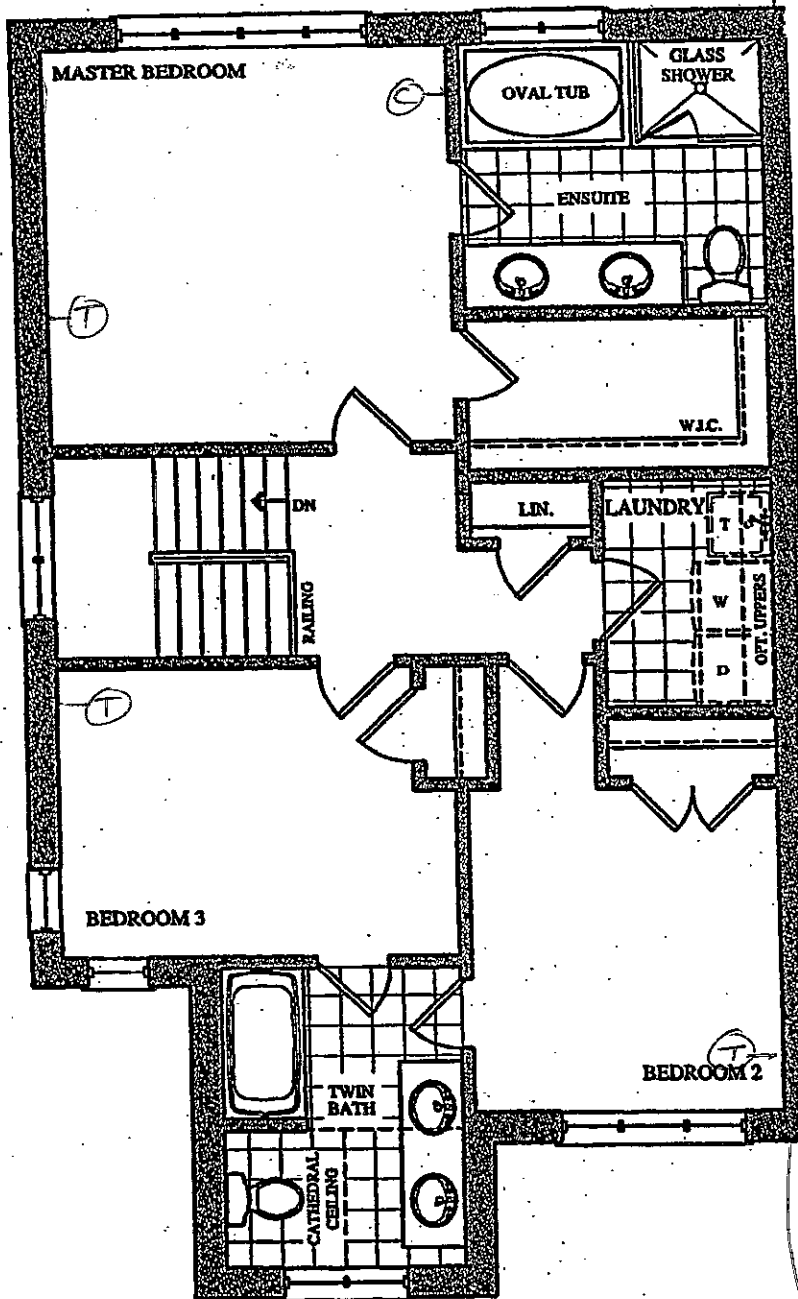 MASTER BEDROOM
C
OVAL TUB
GLASS
SHOWER
ENSUITE
T
W.I.C.
DN
LIN.
LAUNDRY
T
RAILING
W
OPT. UPPERS
D
T
BEDROOM 3
T
BEDROOM 2
TWIN
BATH
CATHEDRAL
CEILING